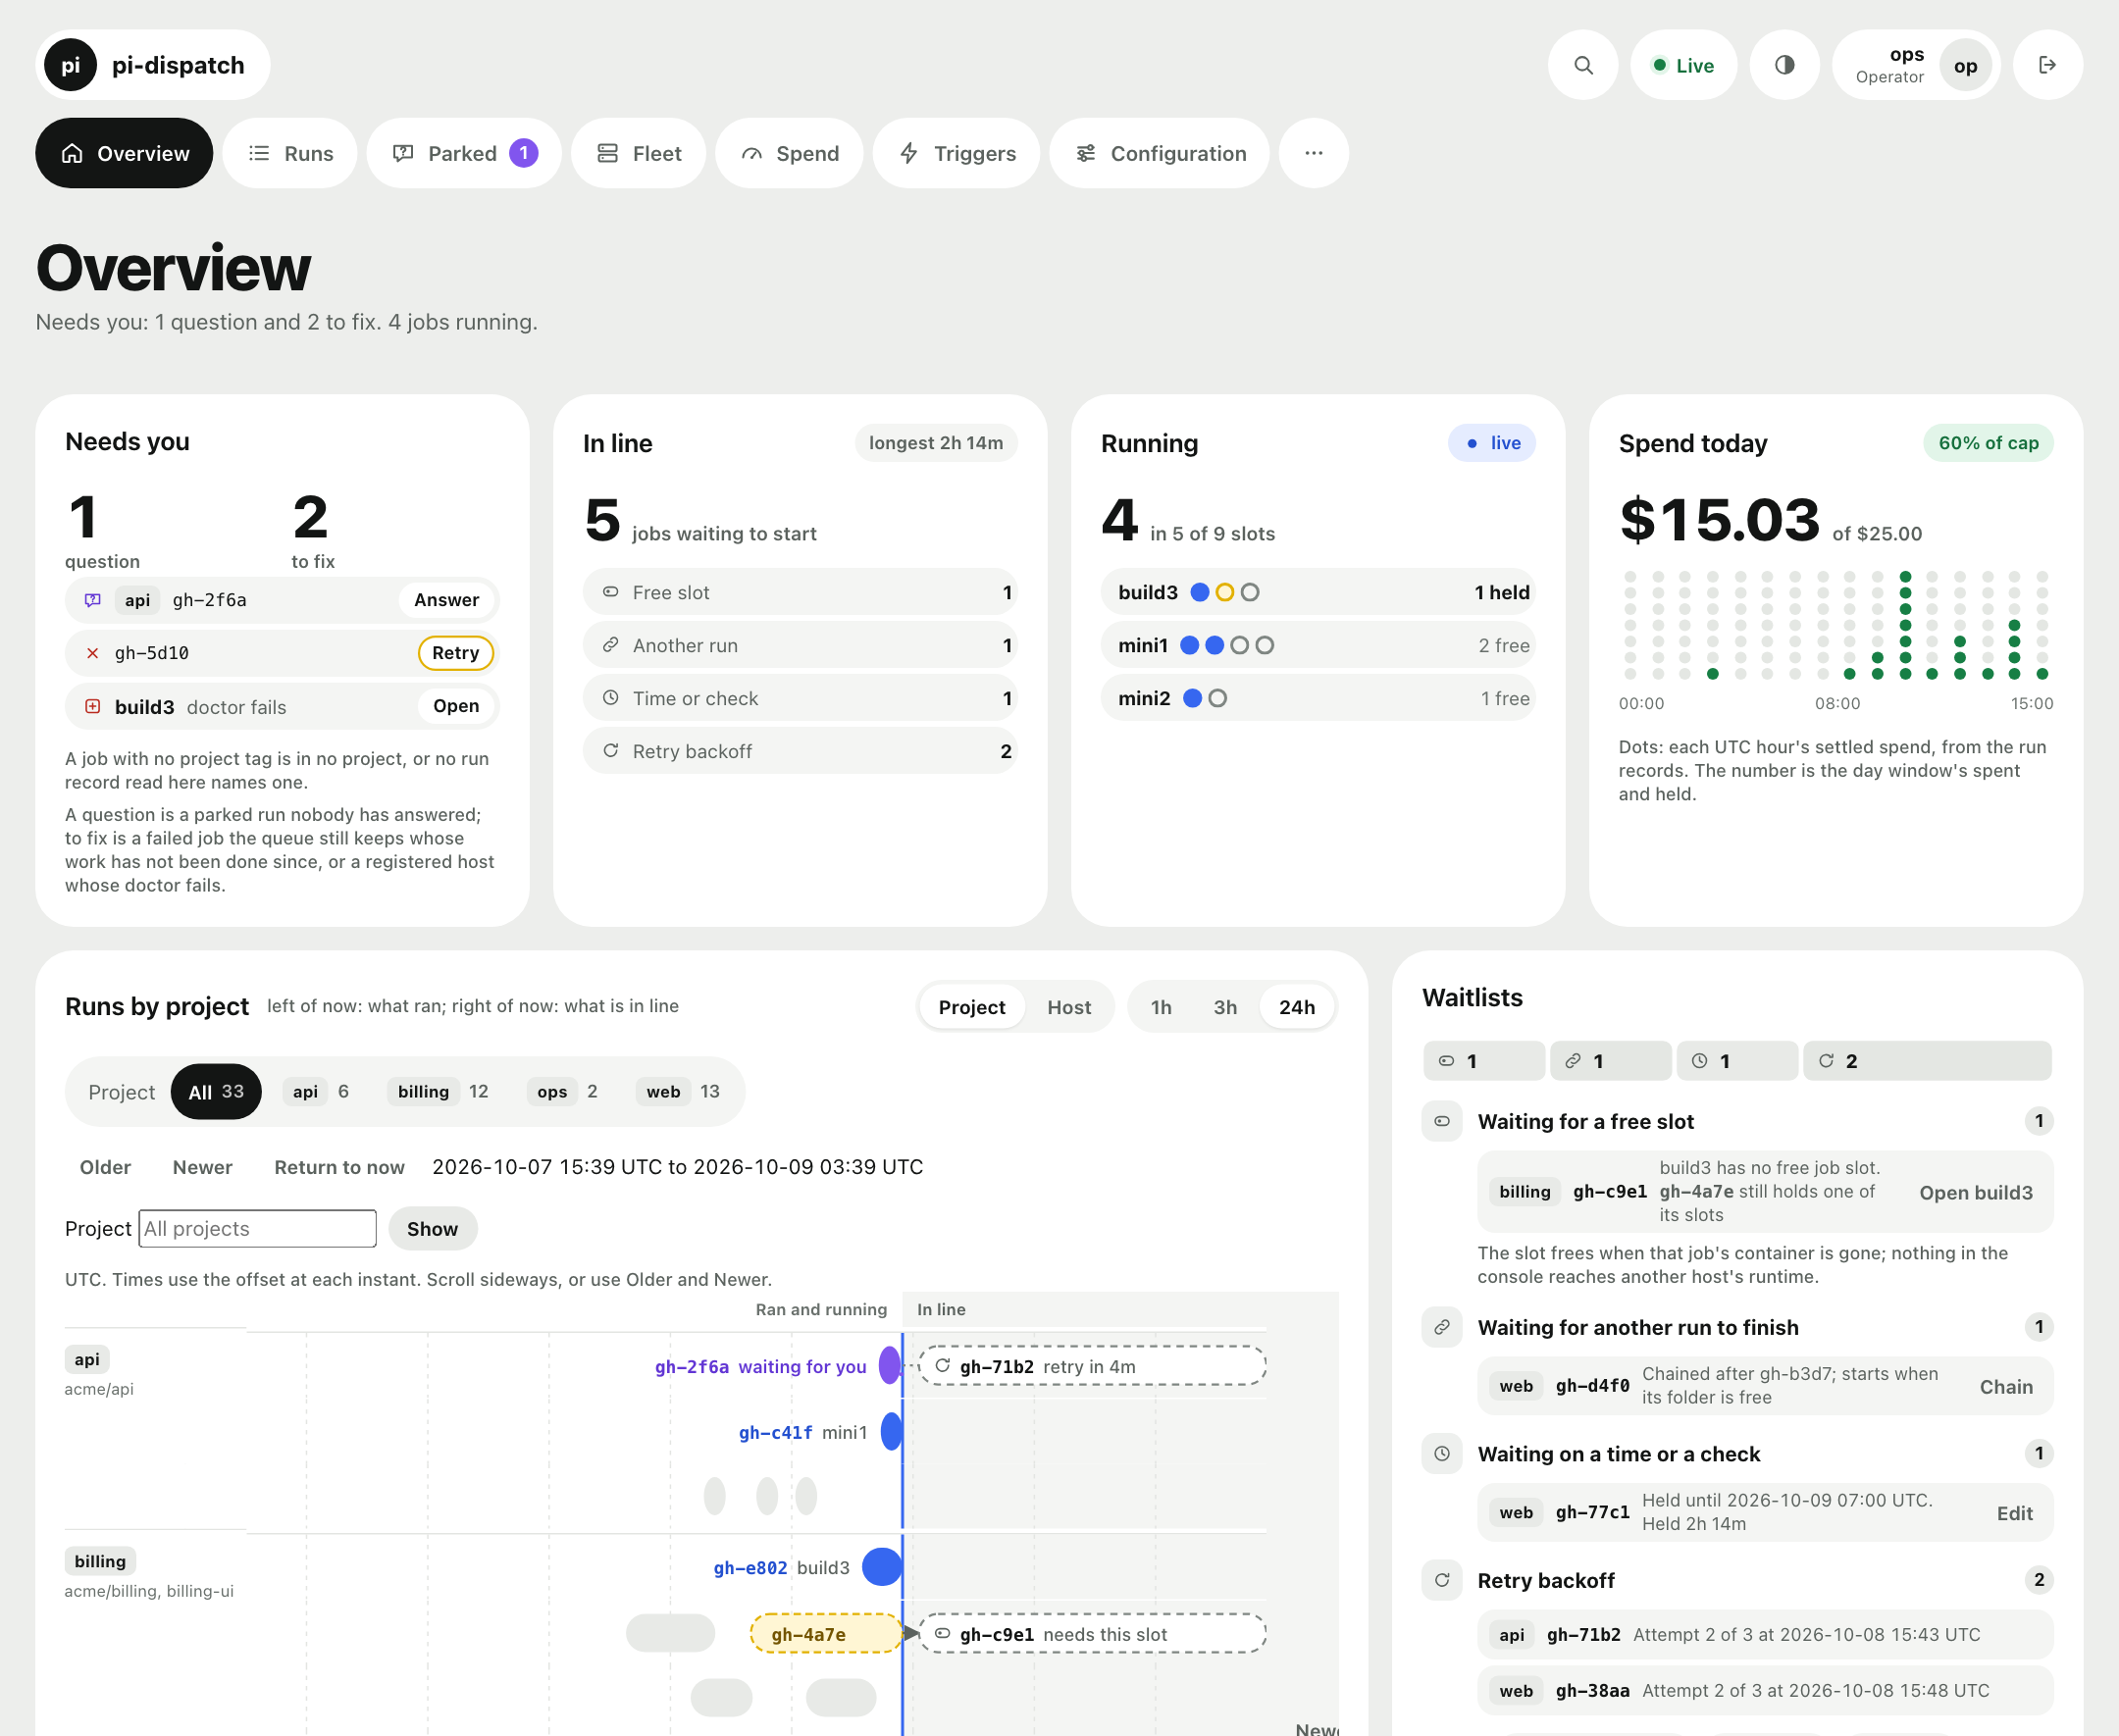 pi pi-dispatch
Live
ops
Operator
op
Overview
Runs
Parked 1
Fleet
Spend
Triggers
Configuration
...
Overview
Needs you: 1 question and 2 to fix. 4 jobs running.
Needs you
1 2
question to fix
api gh-2f6a Answer
gh-5d10 Retry
build3 doctor fails Open
A job with no project tag is in no project, or no run
record read here names one.
A question is a parked run nobody has answered;
to fix is a failed job the queue still keeps whose
work has not been done since, or a registered host
whose doctor fails.
In line longest 2h 14m
5 jobs waiting to start
Free slot 1
Another run 1
Time or check 1
Retry backoff 2
Running live
4 in 5 of 9 slots
build3 1 held
mini1 2 free
mini2 1 free
Spend today 60% of cap
$15.03 of $25.00
00:00 08:00 15:00
Dots: each UTC hour's settled spend, from the run
records. The number is the day window's spent
and held.
Runs by project left of now: what ran; right of now: what is in line
Project Host 1h 3h 24h
Project All 33 api 6 billing 12 ops 2 web 13
Older Newer Return to now 2026-10-07 15:39 UTC to 2026-10-09 03:39 UTC
Project All projects Show
UTC. Times use the offset at each instant. Scroll sideways, or use Older and Newer.
Ran and running In line
api
acme/api
gh-2f6a waiting for you
gh-71b2 retry in 4m
gh-c41f mini1
billing
acme/billing, billing-ui
gh-e802 build3
gh-4a7e
gh-c9e1 needs this slot
Waitlists
1 1 1 2
Waiting for a free slot 1
billing gh-c9e1
build3 has no free job slot.
gh-4a7e still holds one of
its slots
Open build3
The slot frees when that job's container is gone; nothing in the
console reaches another host's runtime.
Waiting for another run to finish 1
web gh-d4f0
Chained after gh-b3d7; starts when
its folder is free
Chain
Waiting on a time or a check 1
web gh-77c1
Held until 2026-10-09 07:00 UTC.
Held 2h 14m
Edit
Retry backoff 2
api gh-71b2 Attempt 2 of 3 at 2026-10-08 15:43 UTC
web gh-38aa Attempt 2 of 3 at 2026-10-08 15:48 UTC